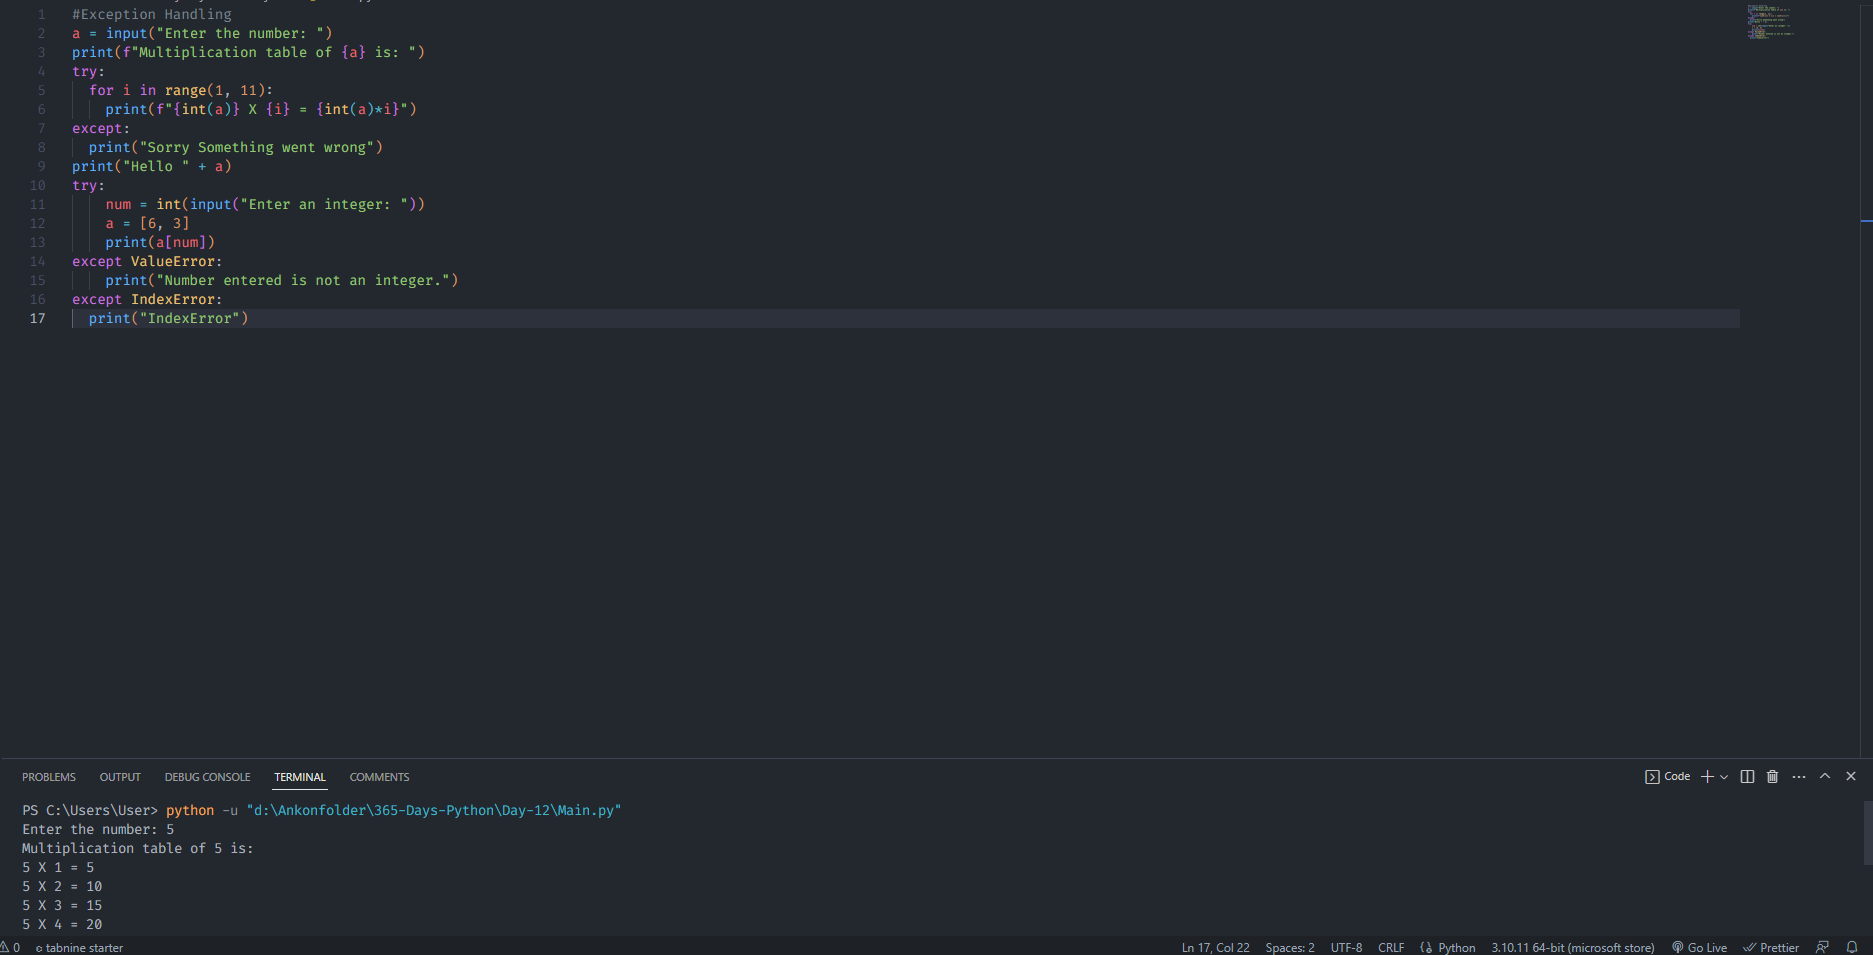 1 #Exception Handling
2 a = input("Enter the number: ")
3 print(f"Multiplication table of {a} is: ")
4 try:
5   for i in range(1, 11):
6     print(f"{int(a)} X {i} = {int(a)*i}")
7 except:
8   print("Sorry Something went wrong")
9 print("Hello " + a)
10 try:
11     num = int(input("Enter an integer: "))
12     a = [6, 3]
13     print(a[num])
14 except ValueError:
15     print("Number entered is not an integer.")
16 except IndexError:
17   print("IndexError")
PROBLEMS OUTPUT DEBUG CONSOLE TERMINAL COMMENTS Code
PS C:\Users\User> python -u "d:\Ankonfolder\365-Days-Python\Day-12\Main.py"
Enter the number: 5
Multiplication table of 5 is:
5 X 1 = 5
5 X 2 = 10
5 X 3 = 15
5 X 4 = 20
0 tabnine starter Ln 17, Col 22 Spaces: 2 UTF-8 CRLF Python 3.10.11 64-bit (microsoft store) Go Live Prettier